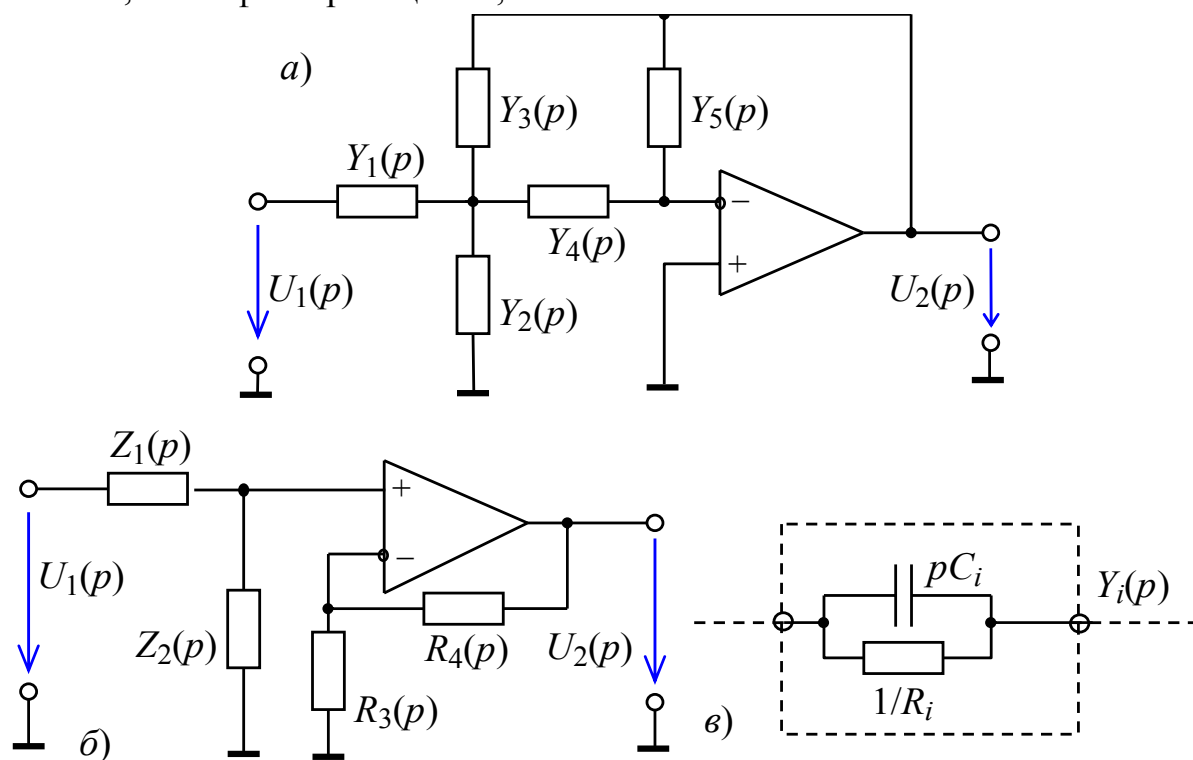 а)
Y3(p)
Y5(p)
Y1(p)
−
Y4(p)
+
U1(p)
Y2(p)
U2(p)
Z1(p)
+
−
U1(p)
pCi
Yi(p)
Z2(p)
R4(p)
U2(p)
R3(p)
1/Ri
б)
в)